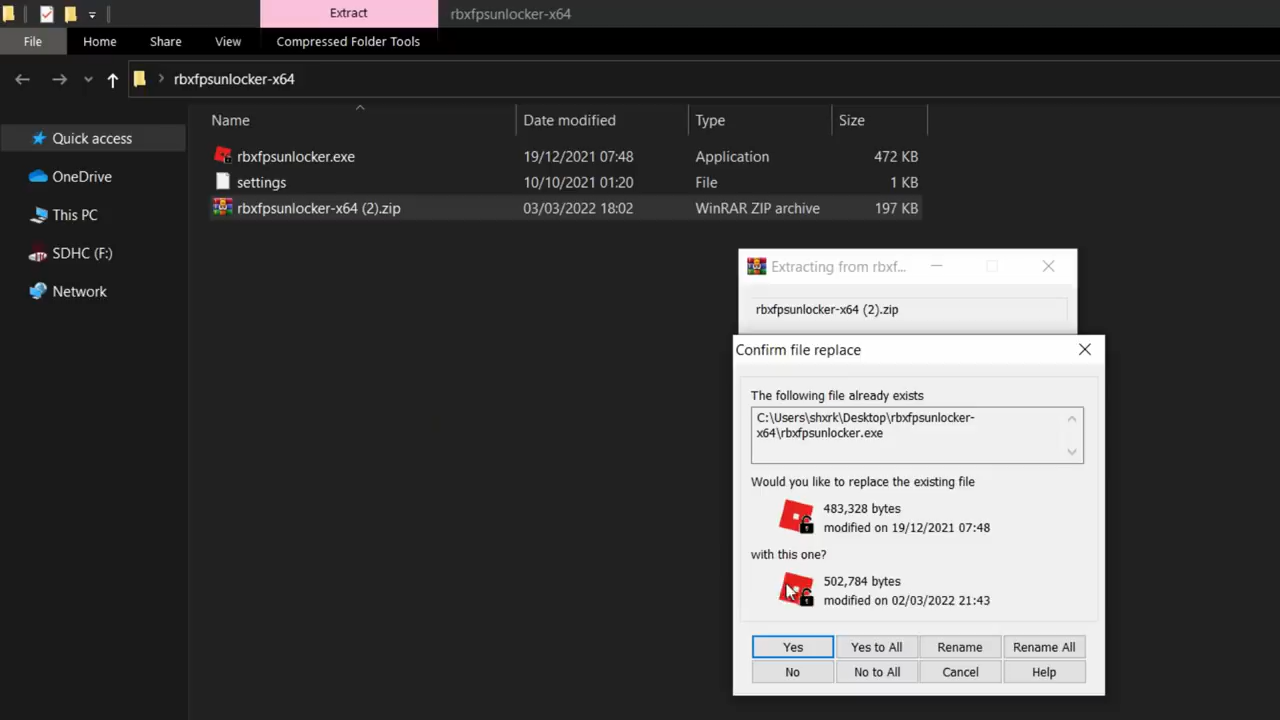 Extract
rbxfpsunlocker-x64
File
Home
Share
View
Compressed Folder Tools
rbxfpsunlocker-x64
Name
Date modified
Type
Size
Quick access
OneDrive
This PC
SDHC (F:)
Network
rbxfpsunlocker.exe
19/12/2021 07:48
Application
472 KB
settings
10/10/2021 01:20
File
1 KB
rbxfpsunlocker-x64 (2).zip
03/03/2022 18:02
WinRAR ZIP archive
197 KB
Extracting from rbxf...
rbxfpsunlocker-x64 (2).zip
Confirm file replace
The following file already exists
C:\Users\shxrk\Desktop\rbxfpsunlocker-
x64\rbxfpsunlocker.exe
Would you like to replace the existing file
483,328 bytes
modified on 19/12/2021 07:48
with this one?
502,784 bytes
modified on 02/03/2022 21:43
Yes
Yes to All
Rename
Rename All
No
No to All
Cancel
Help